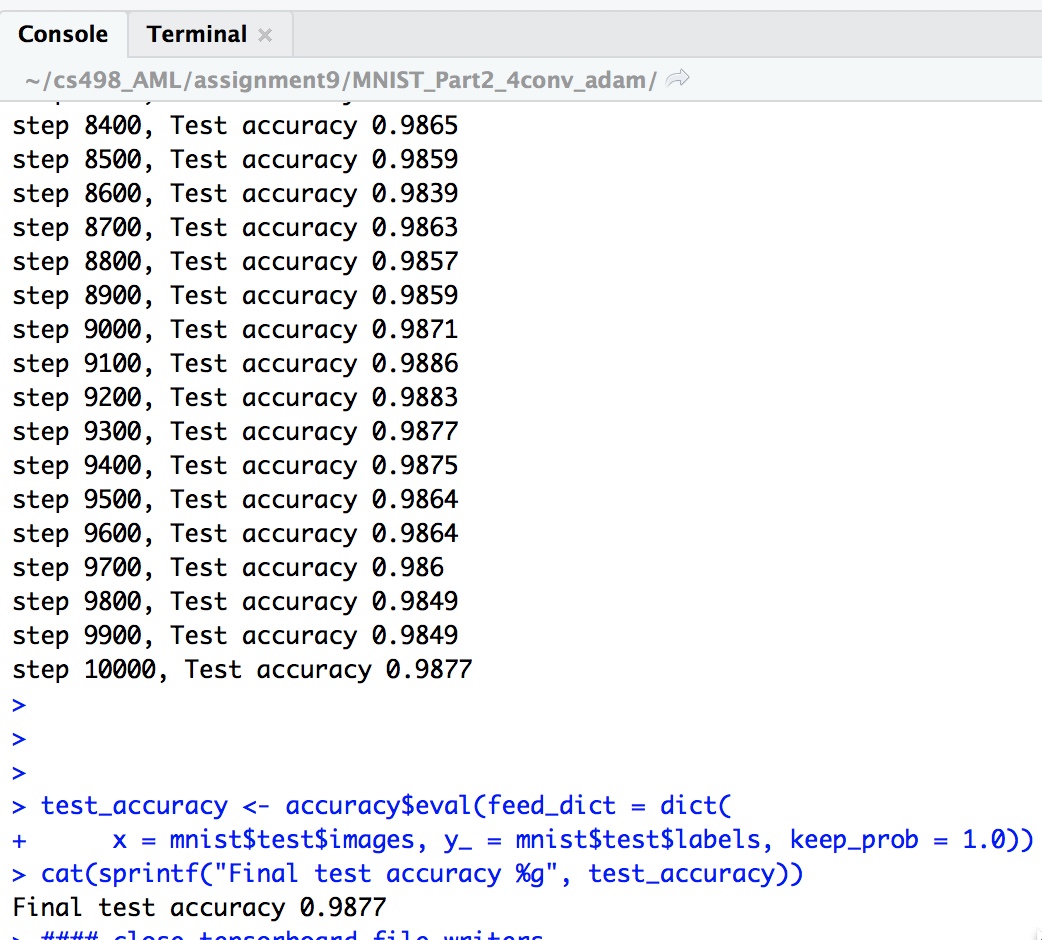 Console Terminal
~/cs498_AML/assignment9/MNIST_Part2_4conv_adam/
step 8400, Test accuracy 0.9865
step 8500, Test accuracy 0.9859
step 8600, Test accuracy 0.9839
step 8700, Test accuracy 0.9863
step 8800, Test accuracy 0.9857
step 8900, Test accuracy 0.9859
step 9000, Test accuracy 0.9871
step 9100, Test accuracy 0.9886
step 9200, Test accuracy 0.9883
step 9300, Test accuracy 0.9877
step 9400, Test accuracy 0.9875
step 9500, Test accuracy 0.9864
step 9600, Test accuracy 0.9864
step 9700, Test accuracy 0.986
step 9800, Test accuracy 0.9849
step 9900, Test accuracy 0.9849
step 10000, Test accuracy 0.9877
>
>
>
> test_accuracy <- accuracy$eval(feed_dict = dict(
+      x = mnist$test$images, y_ = mnist$test$labels, keep_prob = 1.0))
> cat(sprintf("Final test accuracy %g", test_accuracy))
Final test accuracy 0.9877
> #### close tensorboard file writers